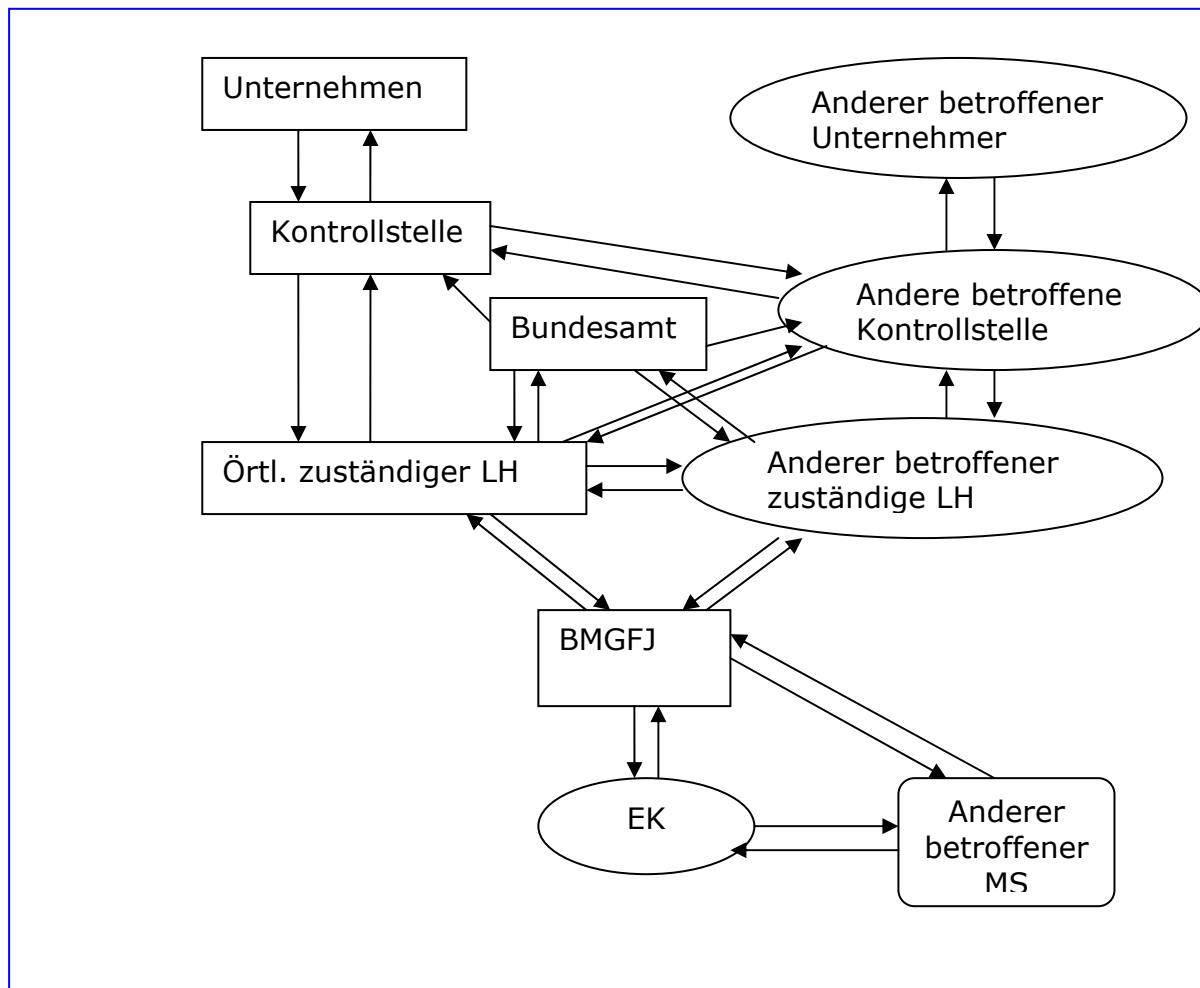 Unternehmen
Anderer betroffener
Unternehmer
Kontrollstelle
Andere betroffene
Kontrollstelle
Bundesamt
Örtl. zuständiger LH
Anderer betroffener
zuständige LH
BMGFJ
EK
Anderer
betroffener
MS